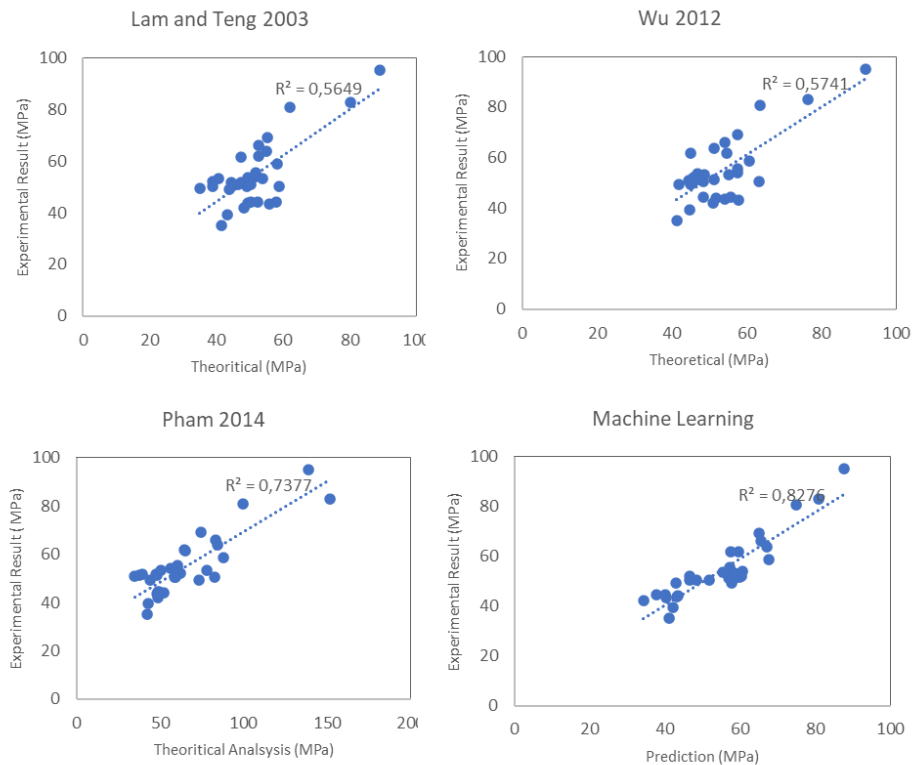 Lam and Teng 2003
100
80
60
40
20
0
R² = 0,5649
Experimental Result (MPa)
0 20 40 60 80 100
Theoritical (MPa)
Wu 2012
100
80
60
40
20
0
R² = 0,5741
Experimental Result (MPa)
0 20 40 60 80 100
Theoretical (MPa)
Pham 2014
100
80
60
40
20
0
R² = 0,7377
Experimental Result ( MPa)
0 50 100 150 200
Theoritical Analsysis (MPa)
Machine Learning
100
80
60
40
20
0
R² = 0,8276
Experimental Result (MPa)
0 20 40 60 80 100
Prediction (MPa)